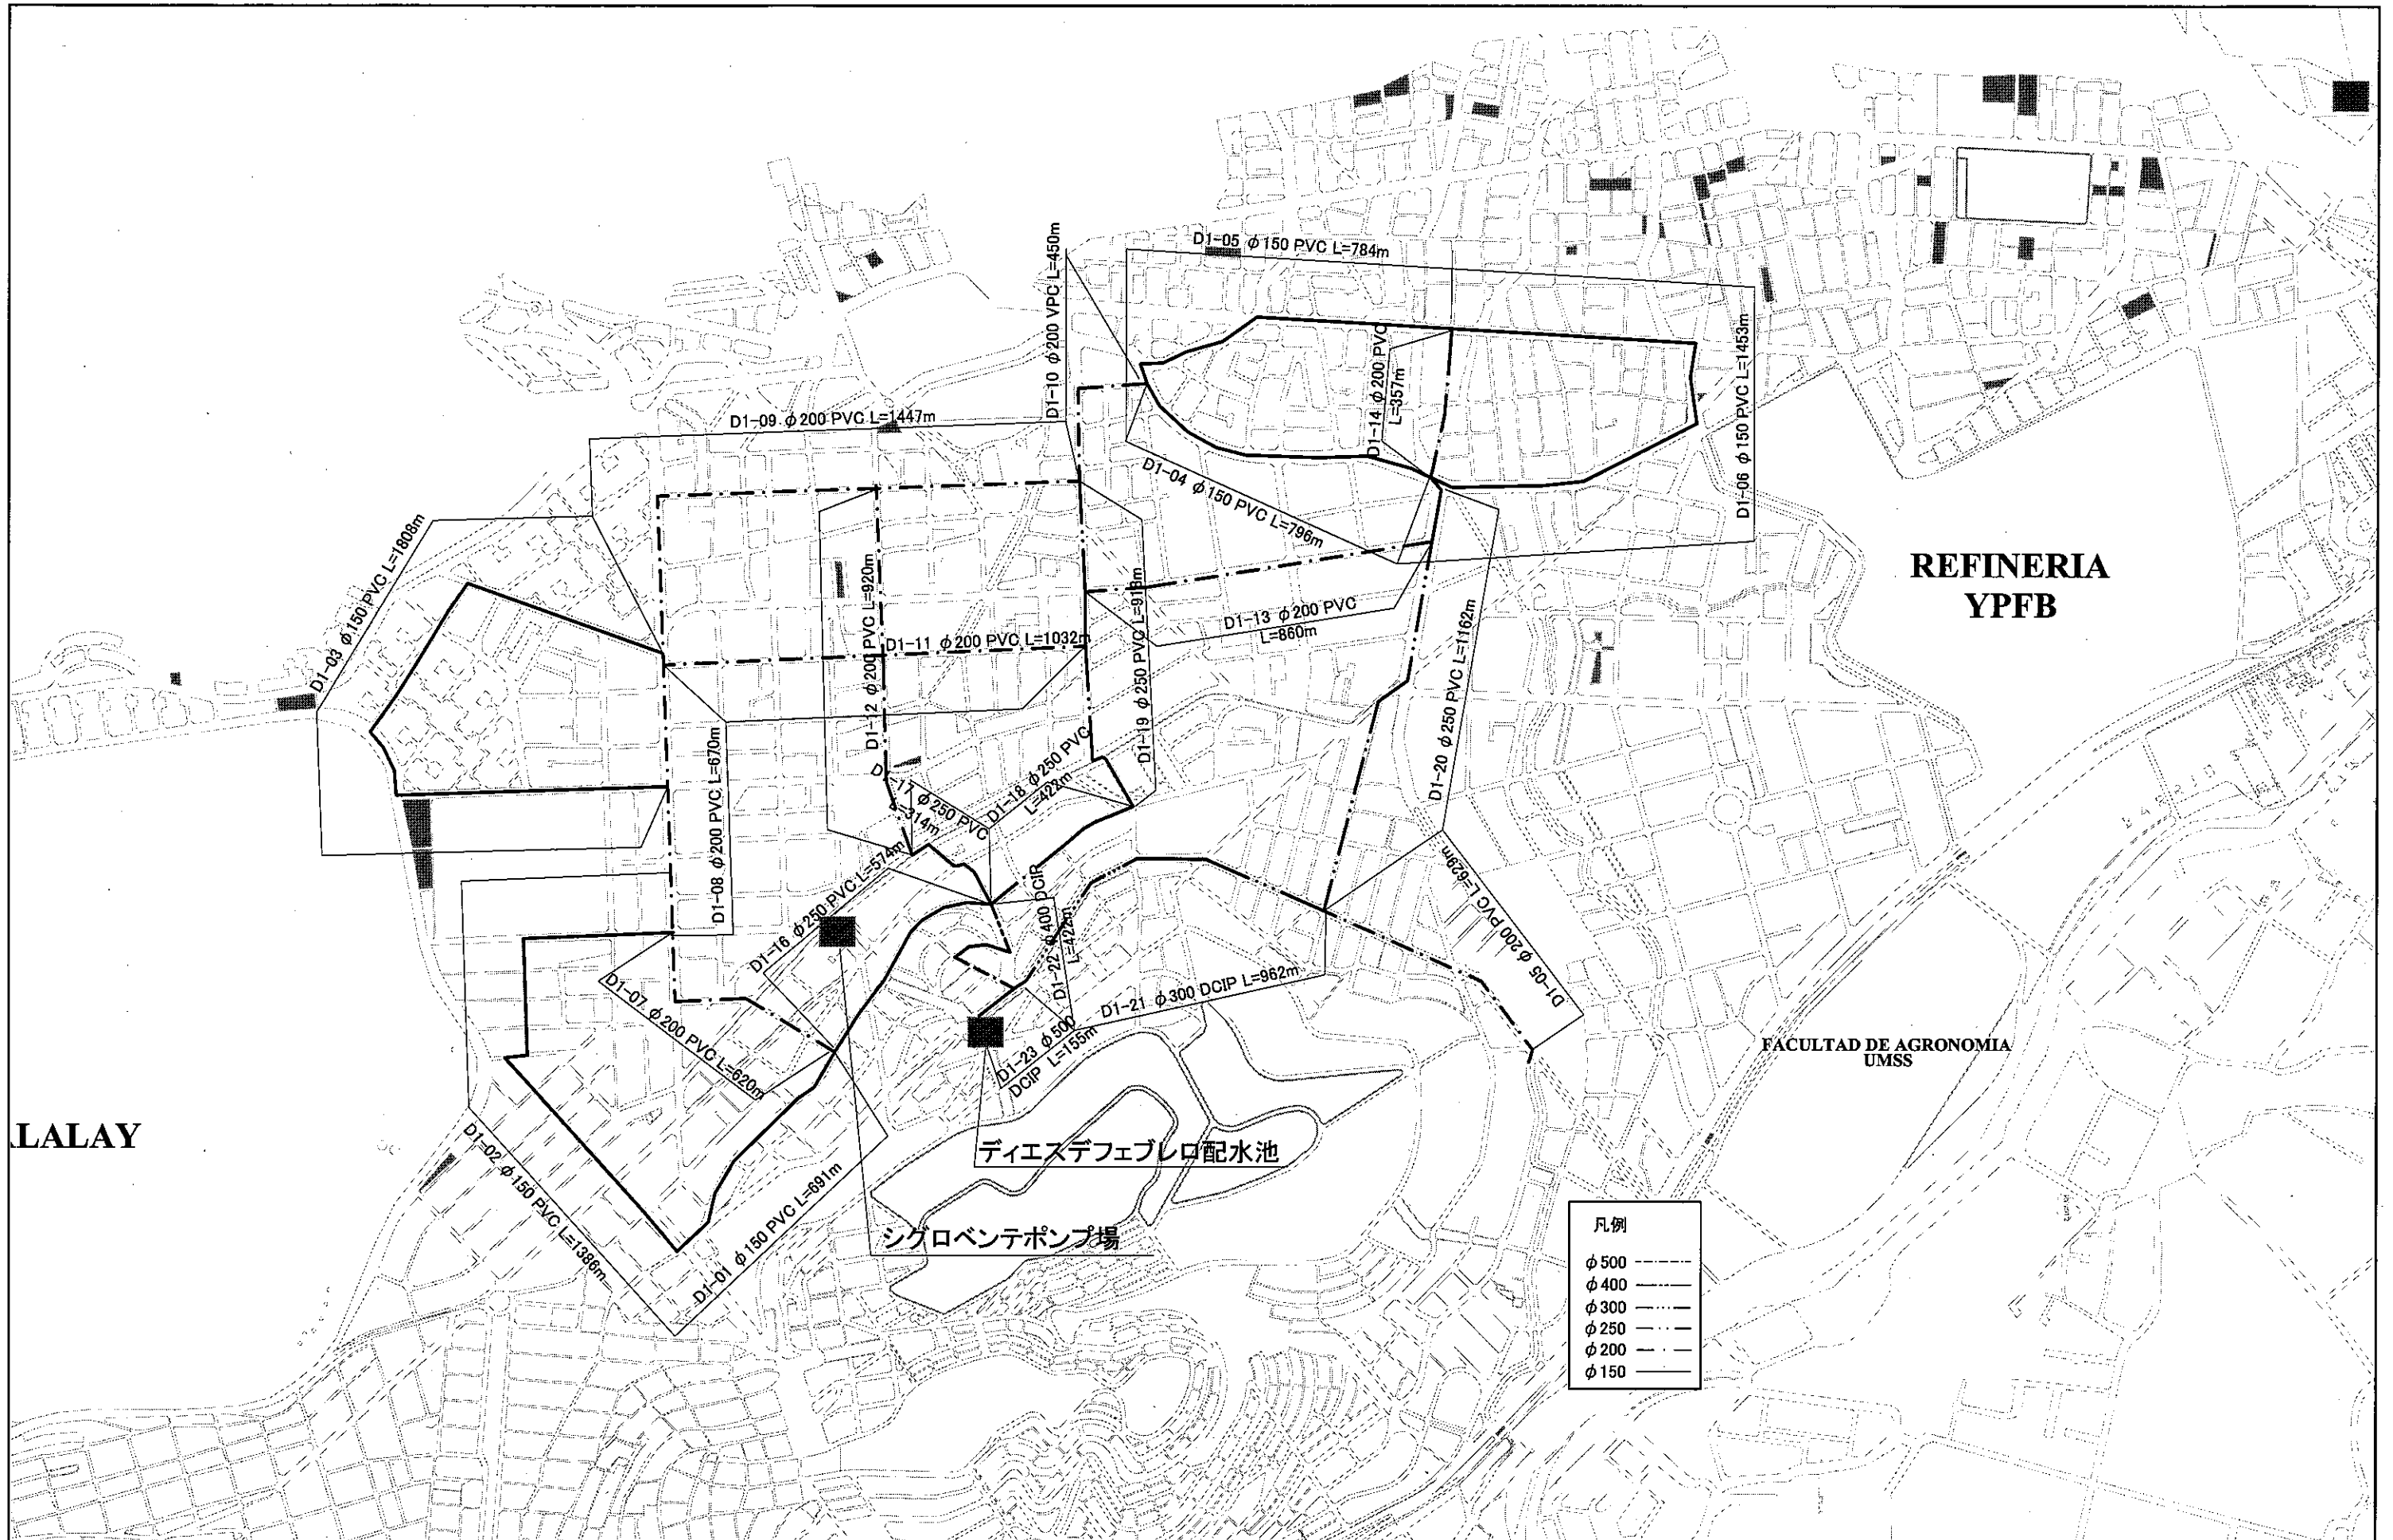 D1-05 φ150 PVC L=784m
D1-10 φ200 VPC L=450m
D1-14 φ200 PVC
L=357m
D1-06 φ150 PVC L=1453m
D1-09 φ200 PVC L=1447m
D1-04 φ150 PVC L=796m
D1-03 φ150 PVC L=1808m
D1-12 φ200 PVC L=920m
D1-11 φ200 PVC L=1032m
D1-19 φ250 PVC L=918m
D1-13 φ200 PVC
L=860m
D1-20 φ250 PVC L=1162m
REFINERIA
YPFB
BARRIO
D1-08 φ200 PVC L=670m
17 φ250 PVC
L=314m
D1-18 φ250 PVC
L=422m
D1-16 φ250 PVC L=574m
D1-22 φ400 DCIP
L=422m
D1-05 φ200 PVC L=629m
D1-21 φ300 DCIP L=962m
D1-07 φ200 PVC L=620m
D1-23 φ500
DCIP L=155m
FACULTAD DE AGRONOMIA
UMSS
LALAY
D1-02 φ150 PVC L=1386m
D1-01 φ150 PVC L=691m
ディエスデフェブレロ配水池
シグロベンテポンプ場
凡例
φ500
φ400
φ300
φ250
φ200
φ150